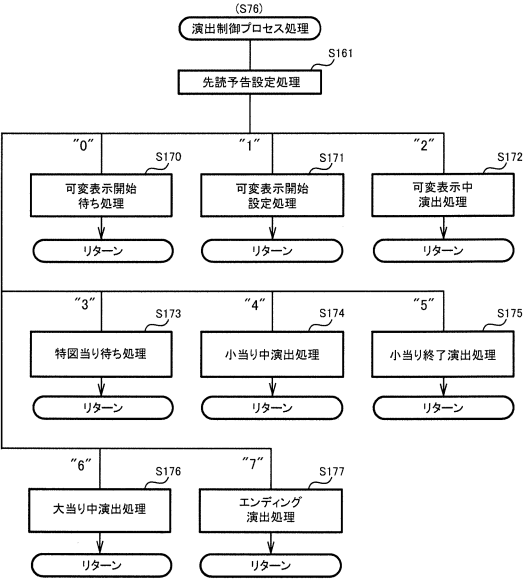 (S76)
演出制御プロセス処理
S161
先読予告設定処理
"0"
"1"
"2"
S170
S171
S172
可変表示開始
待ち処理
可変表示開始
設定処理
可変表示中
演出処理
リターン
リターン
リターン
"3"
"4"
"5"
S173
S174
S175
特図当り待ち処理
小当り中演出処理
小当り終了演出処理
リターン
リターン
リターン
"6"
"7"
S176
S177
大当り中演出処理
エンディング
演出処理
リターン
リターン